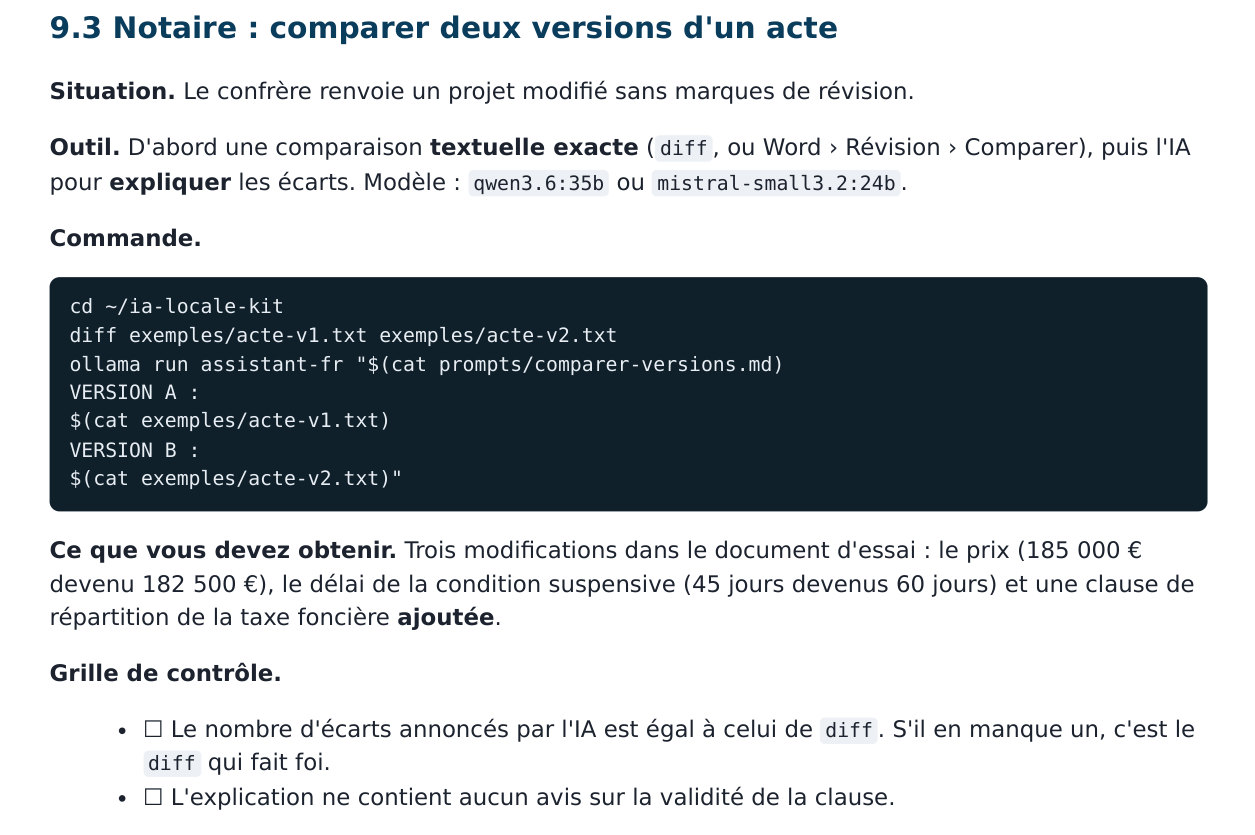 9.3 Notaire : comparer deux versions d'un acte
Situation. Le confrère renvoie un projet modifié sans marques de révision.
Outil. D'abord une comparaison textuelle exacte (diff, ou Word › Révision › Comparer), puis l'IA
pour expliquer les écarts. Modèle : qwen3.6:35b ou mistral-small3.2:24b.
Commande.
cd ~/ia-locale-kit
diff exemples/acte-v1.txt exemples/acte-v2.txt
ollama run assistant-fr "$(cat prompts/comparer-versions.md)
VERSION A :
$(cat exemples/acte-v1.txt)
VERSION B :
$(cat exemples/acte-v2.txt)"
Ce que vous devez obtenir. Trois modifications dans le document d'essai : le prix (185 000 €
devenu 182 500 €), le délai de la condition suspensive (45 jours devenus 60 jours) et une clause de
répartition de la taxe foncière ajoutée.
Grille de contrôle.
• ☐ Le nombre d'écarts annoncés par l'IA est égal à celui de diff. S'il en manque un, c'est le
diff qui fait foi.
• ☐ L'explication ne contient aucun avis sur la validité de la clause.